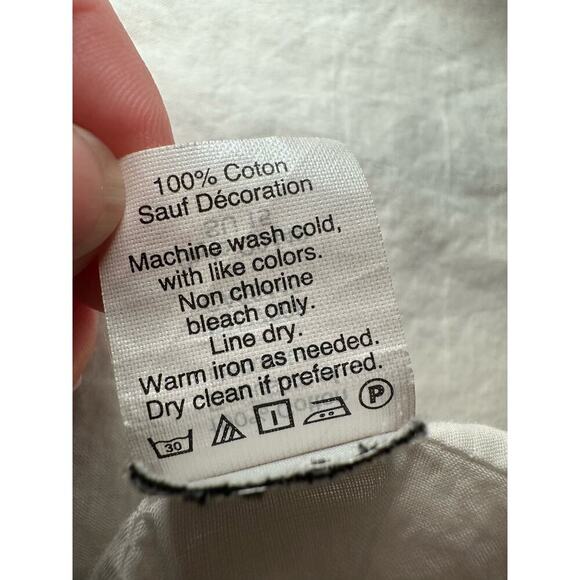 100% Coton
Sauf Décoration
Machine wash cold,
with like colors.
Non chlorine
bleach only.
Line dry.
Warm iron as needed.
Dry clean if preferred.
30 P